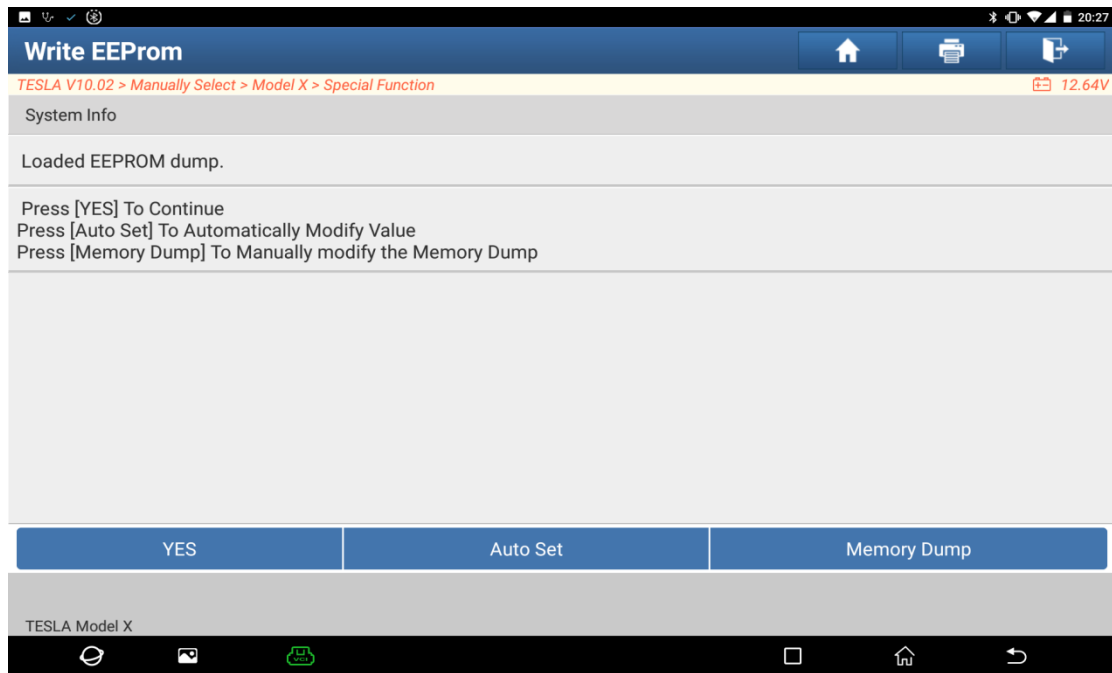 20:27
Write EEProm
TESLA V10.02 > Manually Select > Model X > Special Function
12.64V
System Info
Loaded EEPROM dump.
Press [YES] To Continue
Press [Auto Set] To Automatically Modify Value
Press [Memory Dump] To Manually modify the Memory Dump
YES
Auto Set
Memory Dump
TESLA Model X
VCI